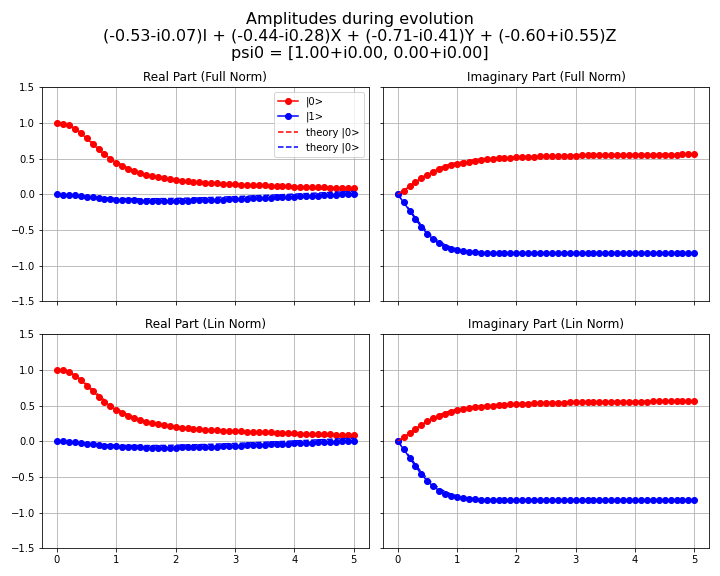 Amplitudes during evolution
(-0.53-i0.07)I + (-0.44-i0.28)X + (-0.71-i0.41)Y + (-0.60+i0.55)Z
psi0 = [1.00+i0.00, 0.00+i0.00]
Real Part (Full Norm)
Imaginary Part (Full Norm)
1.5
1.0
0.5
0.0
−0.5
−1.0
−1.5
|0>
|1>
theory |0>
theory |0>
Real Part (Lin Norm)
Imaginary Part (Lin Norm)
1.5
1.0
0.5
0.0
−0.5
−1.0
−1.5
0 1 2 3 4 5
0 1 2 3 4 5